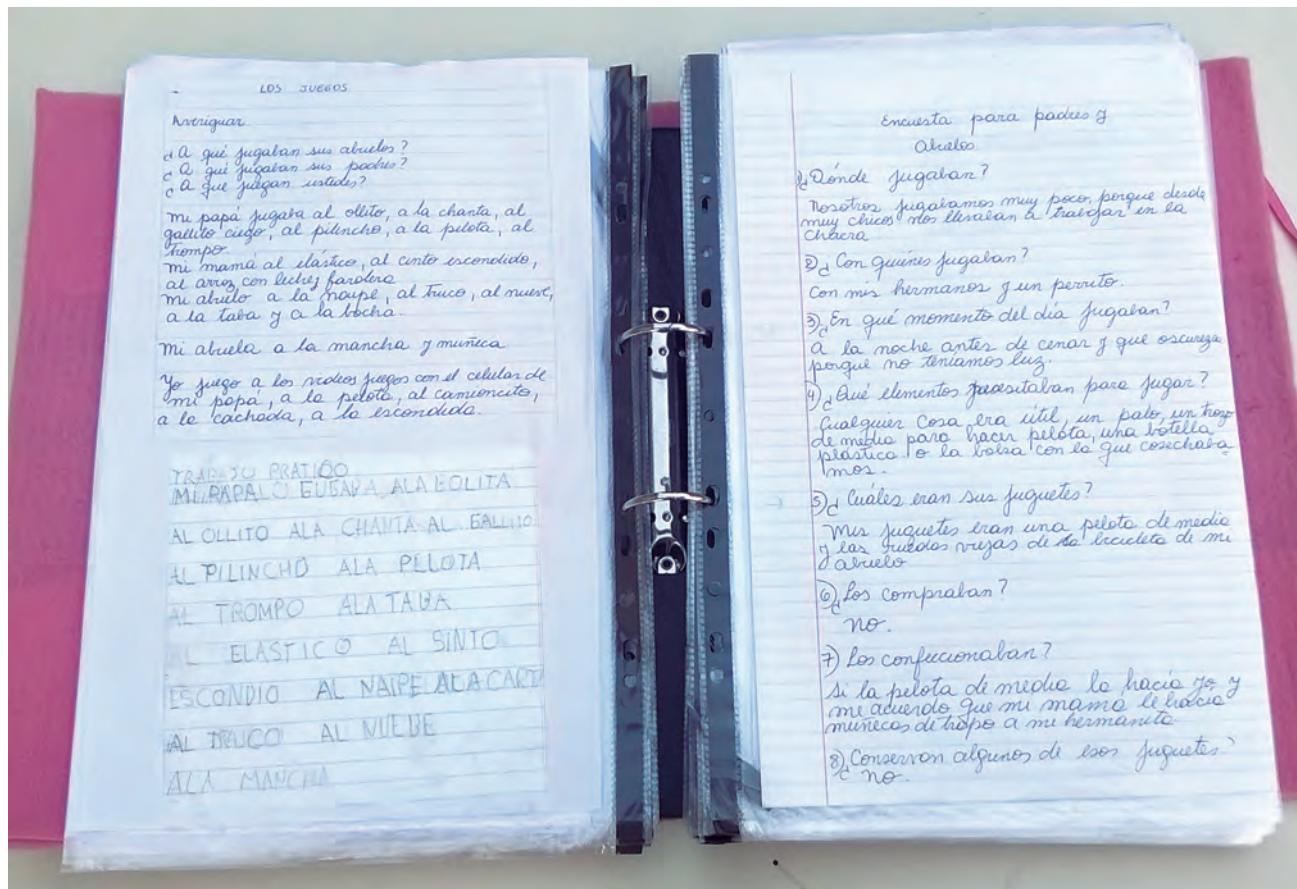 LOS JUEGOS
Averiguar
¿A qué jugaban sus abuelos?
¿A qué jugaban sus padres?
¿A que juegan ustedes?
mi papá jugaba al ollito, a la chanta, al
gallito ciego, al pilincho, a la pelota, al
trompo.
mi mamá al elástico, al cinto escondido,
al arroz con leche, farolera
mi abuelo a la naipe, al truco, al nueve,
a la taba y a la bocha.
Mi abuela a la mancha y muñeca
Yo juego a los videos juegos con el celular de
mi papa, a la pelota, al camioncito,
a la cachada, a la escondida.
TRABAJO PRATICO
MI PAPA LO GUGAVA ALA BOLITA
AL OLLITO ALA CHANTA AL GALLITO
AL PILINCHO ALA PELOTA
AL TROMPO ALA TABA
AL ELASTICO AL SINTO
ESCONDIO AL NAIPE ALA CART
AL TRUCO AL NUEBE
ALA MANCHA
Encuesta para padres y
Abuelos
1) ¿Dónde jugaban?
Nosotros jugabamos muy poco, porque desde
muy chicos nos llevaban a trabajar en la
chacra
2) ¿Con quiénes jugaban?
Con mis hermanos y un perrito.
3) ¿En qué momento del día jugaban?
a la noche antes de cenar y que oscurezca
porque no teníamos luz.
4) ¿Qué elementos necesitaban para jugar?
Cualquier cosa era útil, un palo, un trozo
de media para hacer pelota, una botella
plástica o la bolsa con la que cosechaba
mos.
5) ¿Cuáles eran sus juguetes?
Mis juguetes eran una pelota de media
y las ruedas viejas de la bicicleta de mi
abuelo
6) ¿Los compraban?
no.
7) Los confeccionaban?
Si la pelota de media la hacía yo y
me acuerdo que mi mamá le hacía
muñecas de trapo a mi hermanita
8) ¿Conservan algunos de esos juguetes?
no.